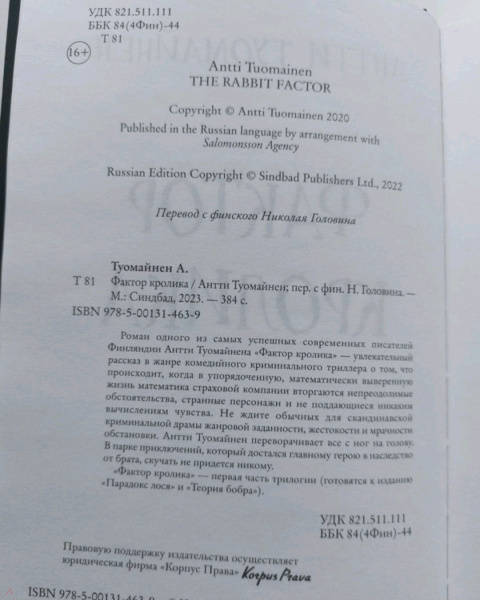 УДК 821.511.111
ББК 84(4Фин)-44
Т 81
16+
Antti Tuomainen
THE RABBIT FACTOR
Copyright © Antti Tuomainen 2020
Published in the Russian language by arrangement with
Salomonsson Agency
Russian Edition Copyright © Sindbad Publishers Ltd., 2022
Перевод с финского Николая Головина
Туомайнен А.
Т 81 Фактор кролика / Антти Туомайнен; пер. с фин. Н. Головина. —
М.: Синдбад, 2023. — 384 с.
ISBN 978-5-00131-463-9
Роман одного из самых успешных современных писателей
Финляндии Антти Туомайнена «Фактор кролика» — увлекательный
рассказ в жанре комедийного криминального триллера о том, что
происходит, когда в упорядоченную, математически выверенную
жизнь математика страховой компании вторгаются непреодолимые
обстоятельства, странные персонажи и не поддающиеся никаким
вычислениям чувства. Не ждите обычных для скандинавской
криминальной драмы жанровой заданности, жестокости и мрачности
обстановки. Антти Туомайнен переворачивает все с ног на голову.
В парке приключений, который достался главному герою в наследство
от брата, скучать не придется никому.
«Фактор кролика» — первая часть трилогии (готовятся к изданию
«Парадокс лося» и «Теория бобра»).
УДК 821.511.111
ББК 84(4Фин)-44
Правовую поддержку издательства осуществляет
юридическая фирма «Корпус Права» Korpus Prava
ISBN 978-5-00131-463-9